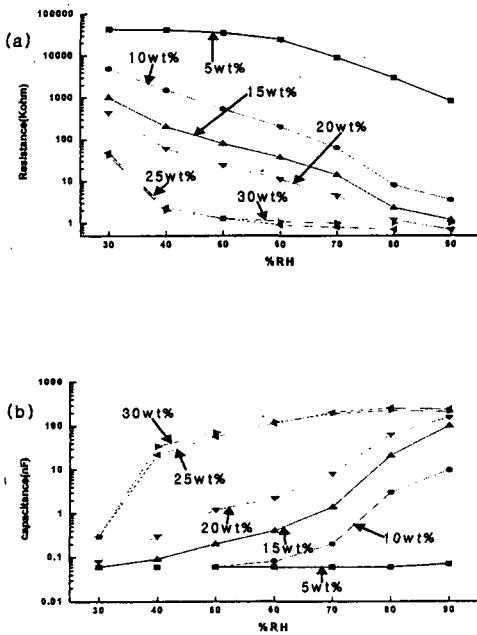 (a)
Resistance(Kohm)
100000
10000
1000
100
10
1
10wt%
5wt%
15wt%
20wt%
25wt%
30wt%
30 40 50 60 70 80 90
%RH
(b)
capacitance(nF)
1000
100
10
1
0.1
0.01
30wt%
25wt%
20wt%
15wt%
10wt%
5wt%
30 40 50 60 70 80 90
%RH